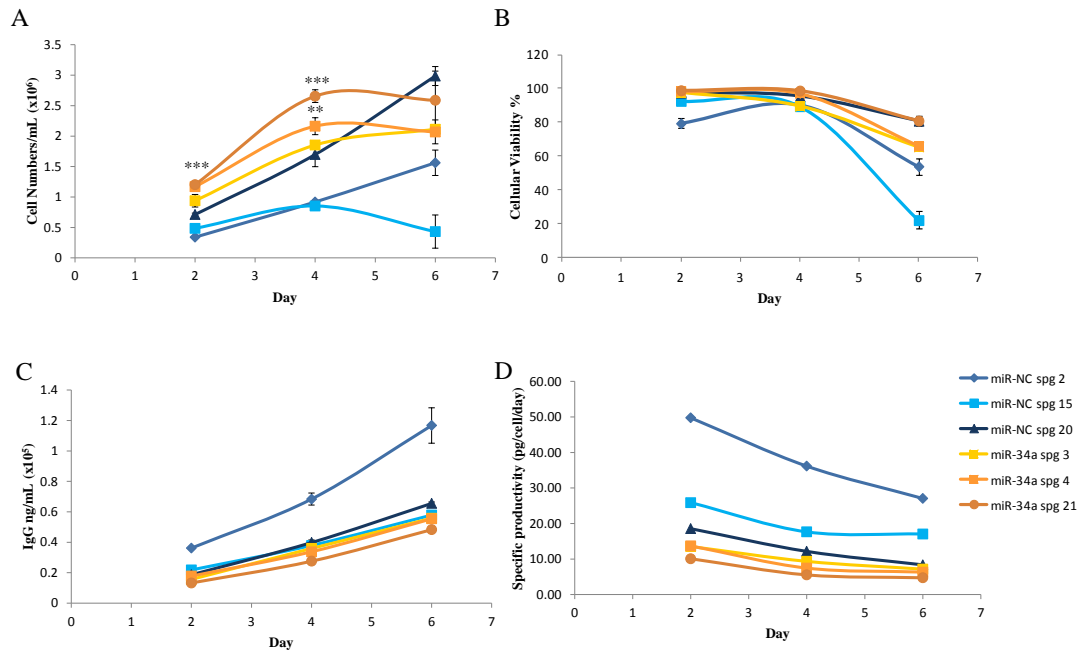 A
Cell Numbers/mL (x10⁶)
3.5
3
2.5
2
1.5
1
0.5
0
***
***
**
0 1 2 3 4 5 6 7
Day
B
Cellular Viability %
120
100
80
60
40
20
0
0 1 2 3 4 5 6 7
Day
C
IgG ng/mL (x10⁵)
1.4
1.2
1
0.8
0.6
0.4
0.2
0
0 1 2 3 4 5 6 7
Day
D
Specific productivity (pg/cell/day)
60.00
50.00
40.00
30.00
20.00
10.00
0.00
0 1 2 3 4 5 6 7
Day
miR-NC spg 2
miR-NC spg 15
miR-NC spg 20
miR-34a spg 3
miR-34a spg 4
miR-34a spg 21